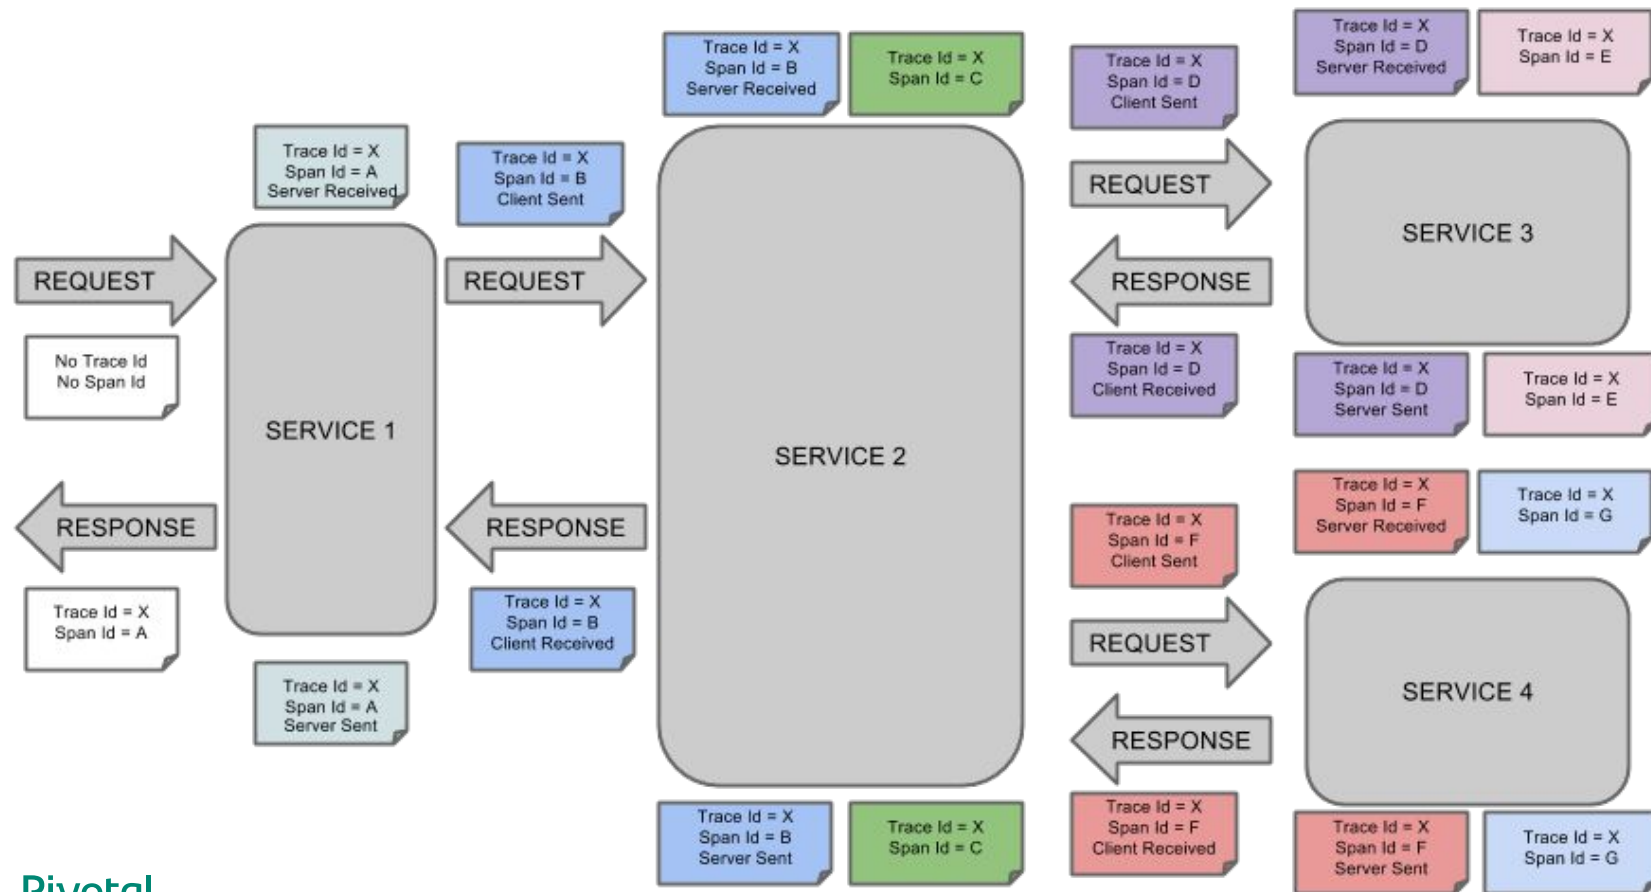 Trace Id = X
Span Id = D
Server Received
Trace Id = X
Span Id = E
Trace Id = X
Span Id = B
Server Received
Trace Id = X
Span Id = C
Trace Id = X
Span Id = D
Client Sent
Trace Id = X
Span Id = A
Server Received
Trace Id = X
Span Id = B
Client Sent
REQUEST
SERVICE 3
REQUEST
REQUEST
RESPONSE
No Trace Id
No Span Id
Trace Id = X
Span Id = D
Client Received
Trace Id = X
Span Id = D
Server Sent
Trace Id = X
Span Id = E
SERVICE 1
SERVICE 2
Trace Id = X
Span Id = F
Server Received
Trace Id = X
Span Id = G
RESPONSE
RESPONSE
Trace Id = X
Span Id = F
Client Sent
Trace Id = X
Span Id = A
Trace Id = X
Span Id = B
Client Received
REQUEST
SERVICE 4
Trace Id = X
Span Id = A
Server Sent
RESPONSE
Trace Id = X
Span Id = B
Server Sent
Trace Id = X
Span Id = C
Trace Id = X
Span Id = F
Client Received
Trace Id = X
Span Id = F
Server Sent
Trace Id = X
Span Id = G
Pivotal